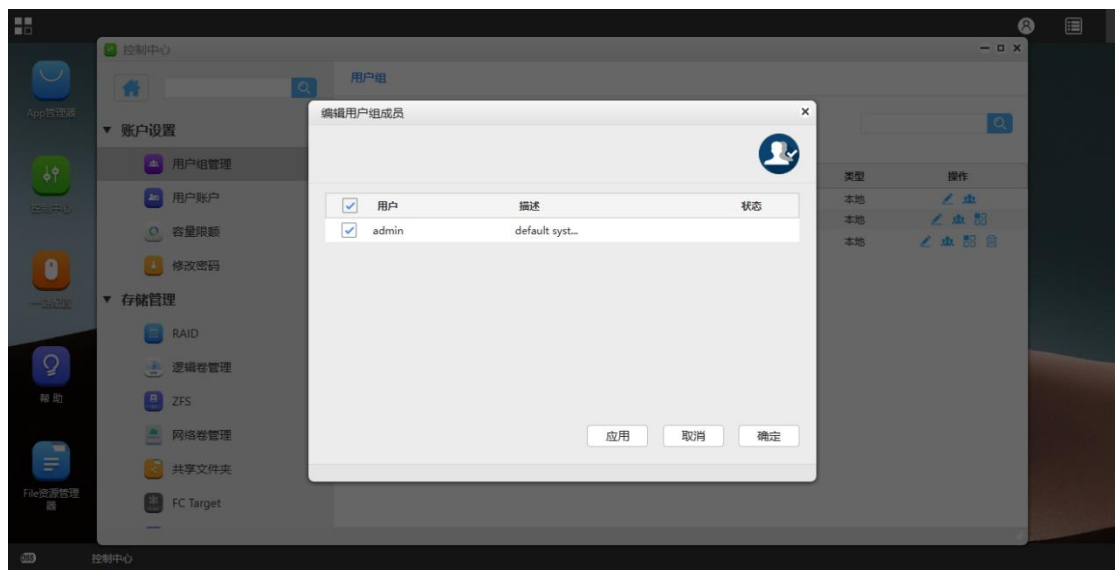 控制中心
用户组
App管理器
账户设置
用户组管理
用户账户
容量限额
修改密码
存储管理
RAID
逻辑卷管理
ZFS
网络卷管理
共享文件夹
FC Target
控制中心
帮 助
File资源管理
器
编辑用户组成员
用户
描述
状态
admin
default syst...
应用
取消
确定
类型
操作
本地
本地
本地
控制中心